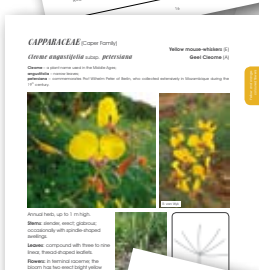 CAPPARACEAE (Caper Family)
Yellow mouse-whiskers (E)
Cleome angustifolia subsp. petersiana
Geel Cleome (A)
Cleome : a plant name used in the Middle Ages;
angustifolia : narrow leaves;
petersiana : commemorates Prof Wilhelm Peter of Berlin, who collected extensively in Mozambique during the
19th century.
Annual herb, up to 1 m high.
Stems: slender, erect, glabrous,
occasionally with spindle-shaped
swellings.
Leaves: compound with three to nine
linear, thread-shaped leaflets.
Flowers: in terminal racemes; the
bloom has two erect bright yellow